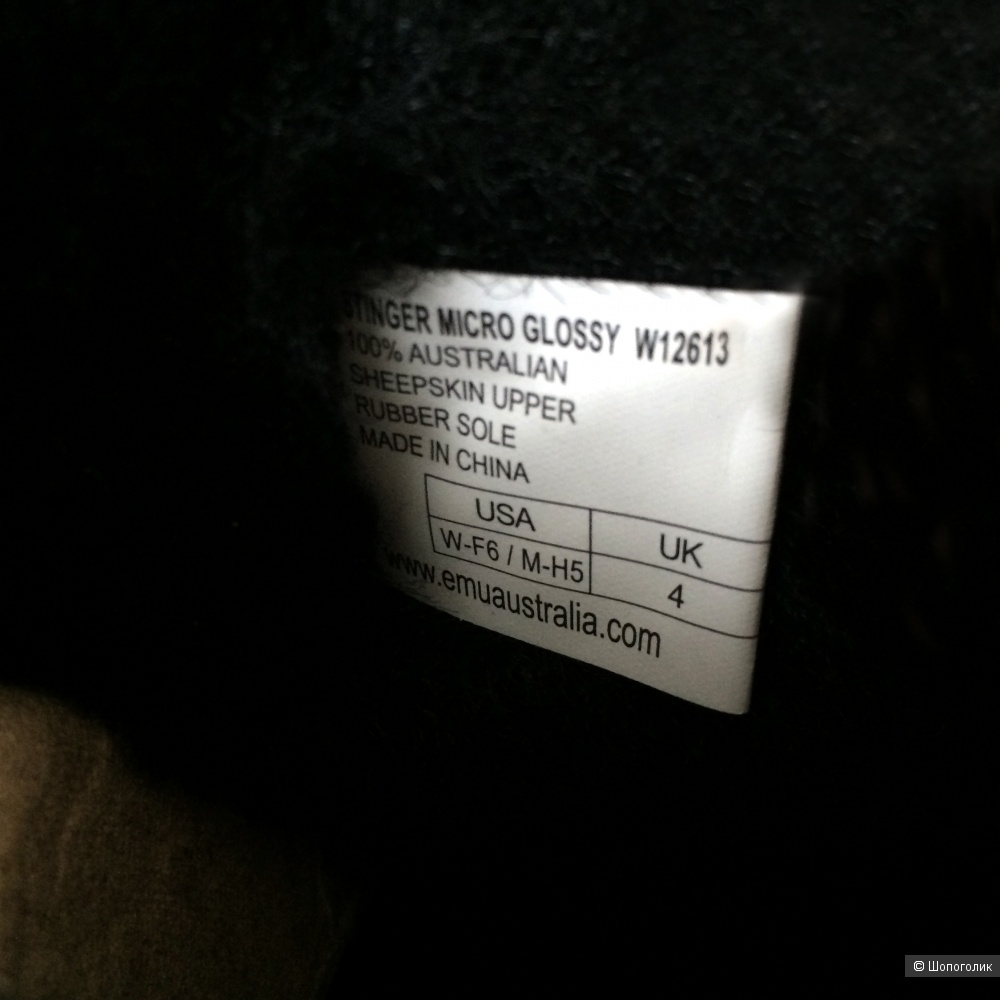 STINGER MICRO GLOSSY W12613
100% AUSTRALIAN
SHEEPSKIN UPPER
RUBBER SOLE
MADE IN CHINA
USA UK
W-F6 / M-H5 4
www.emuaustralia.com
© Шопоголик